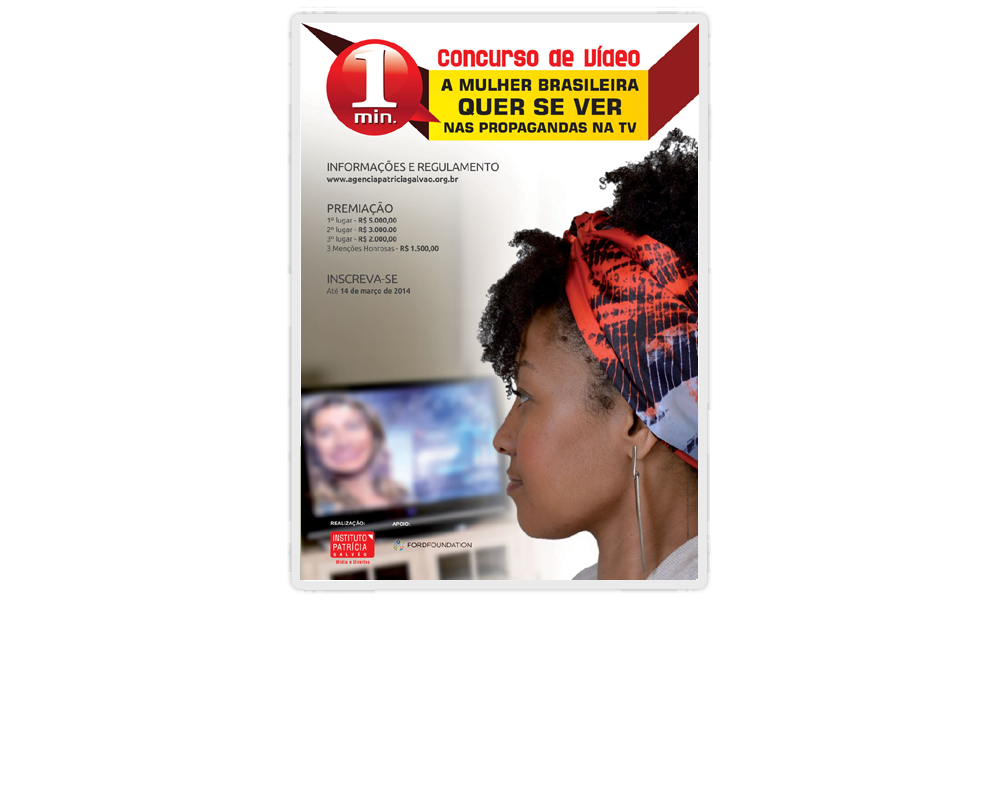 1
min.
Concurso de Vídeo
A MULHER BRASILEIRA
QUER SE VER
NAS PROPAGANDAS NA TV
INFORMAÇÕES E REGULAMENTO
www.agenciapatriciagalvao.org.br
PREMIAÇÃO
1º lugar - R$ 5.000,00
2º lugar - R$ 3.000.00
3º lugar - R$ 2.000,00
3 Menções Honrosas - R$ 1.500,00
INSCREVA-SE
Até 14 de março de 2014
REALIZAÇÃO:
APOIO:
INSTITUTO
PATRÍCIA
GALVÃO
Mídia e Direitos
FORDFOUNDATION